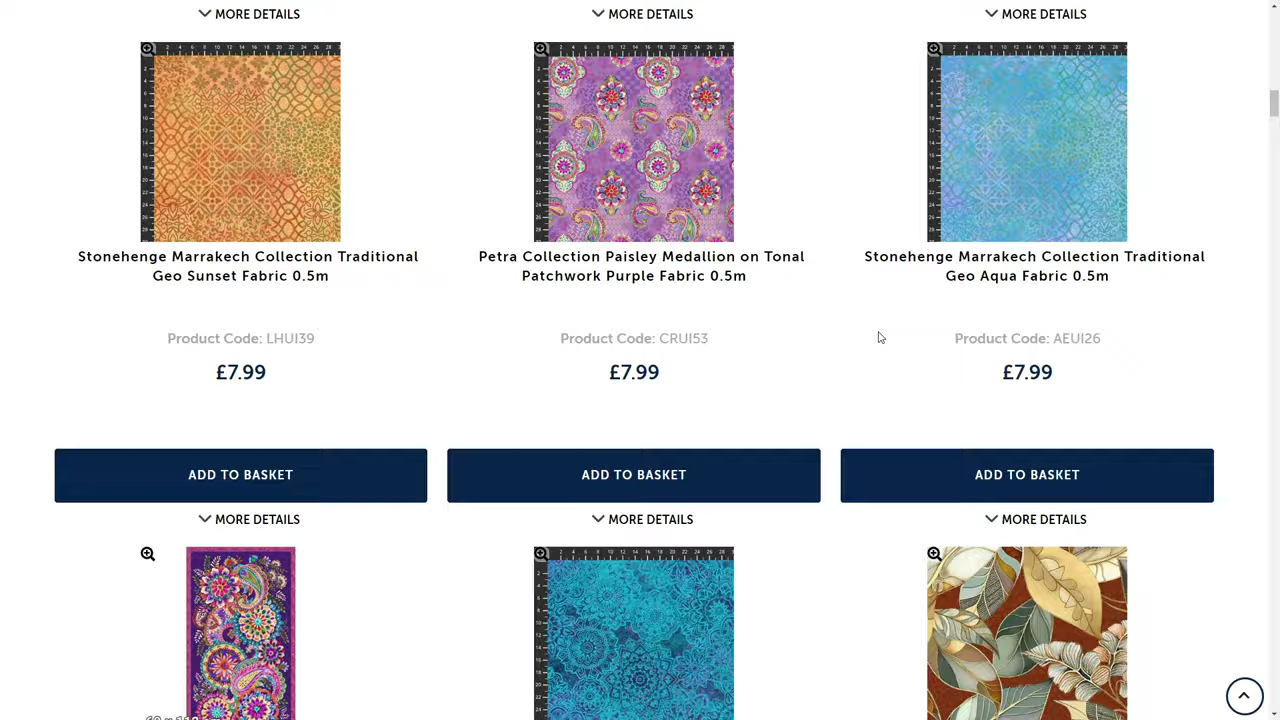 MORE DETAILS
MORE DETAILS
MORE DETAILS
Stonehenge Marrakech Collection Traditional
Geo Sunset Fabric 0.5m
Petra Collection Paisley Medallion on Tonal
Patchwork Purple Fabric 0.5m
Stonehenge Marrakech Collection Traditional
Geo Aqua Fabric 0.5m
Product Code: LHUI39
Product Code: CRUI53
Product Code: AEUI26
£7.99
£7.99
£7.99
ADD TO BASKET
ADD TO BASKET
ADD TO BASKET
MORE DETAILS
MORE DETAILS
MORE DETAILS